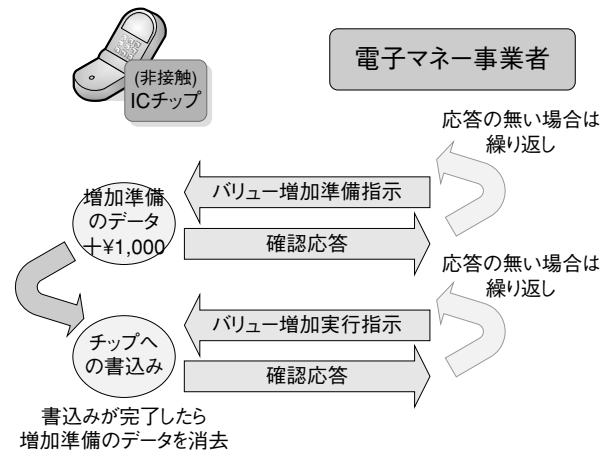 (非接触)
ICチップ
電子マネー事業者
応答の無い場合は
繰り返し
バリュー増加準備指示
増加準備
のデータ
＋¥1,000
確認応答
応答の無い場合は
繰り返し
バリュー増加実行指示
チップへ
の書込み
確認応答
書込みが完了したら
増加準備のデータを消去